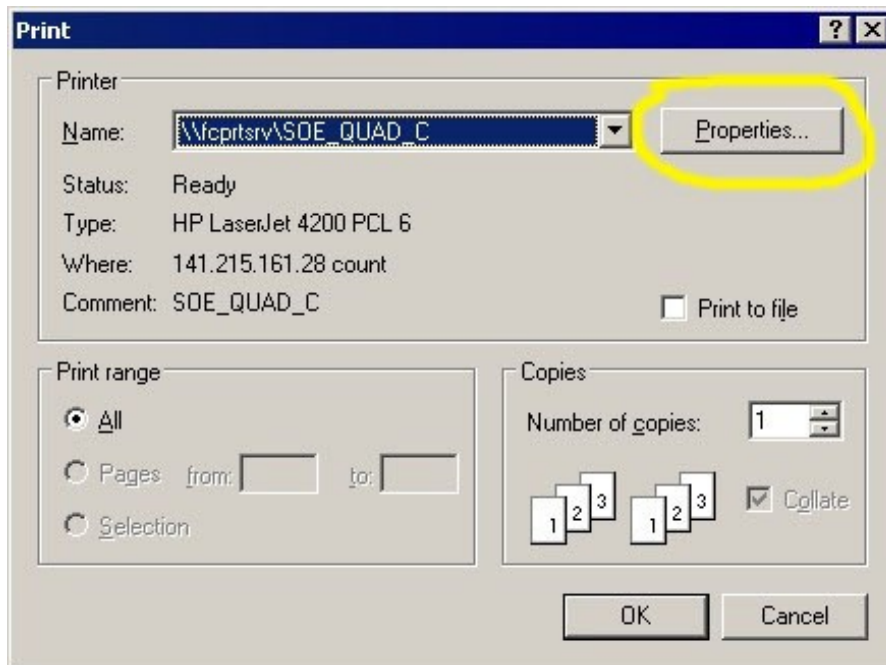 Print
Printer
Name: \\fcprtsrv\SOE_QUAD_C Properties...
Status: Ready
Type: HP LaserJet 4200 PCL 6
Where: 141.215.161.28 count
Comment: SOE_QUAD_C Print to file
Print range Copies
All Number of copies: 1
Pages from: to:
1 2 3 1 2 3 Collate
Selection
OK Cancel